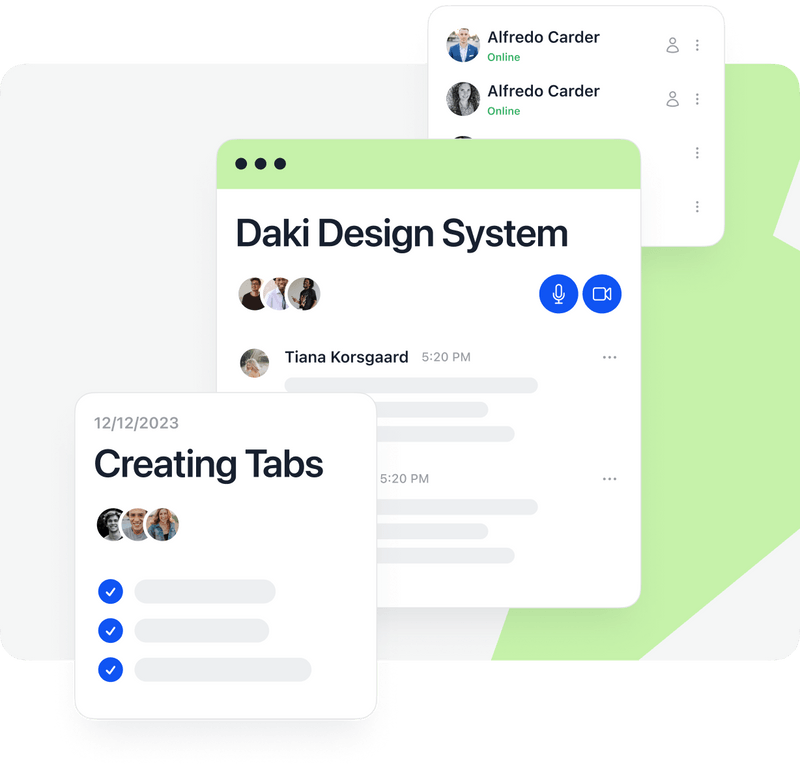 Alfredo Carder
Online
Alfredo Carder
Online
Daki Design System
Tiana Korsgaard 5:20 PM
5:20 PM
12/12/2023
Creating Tabs